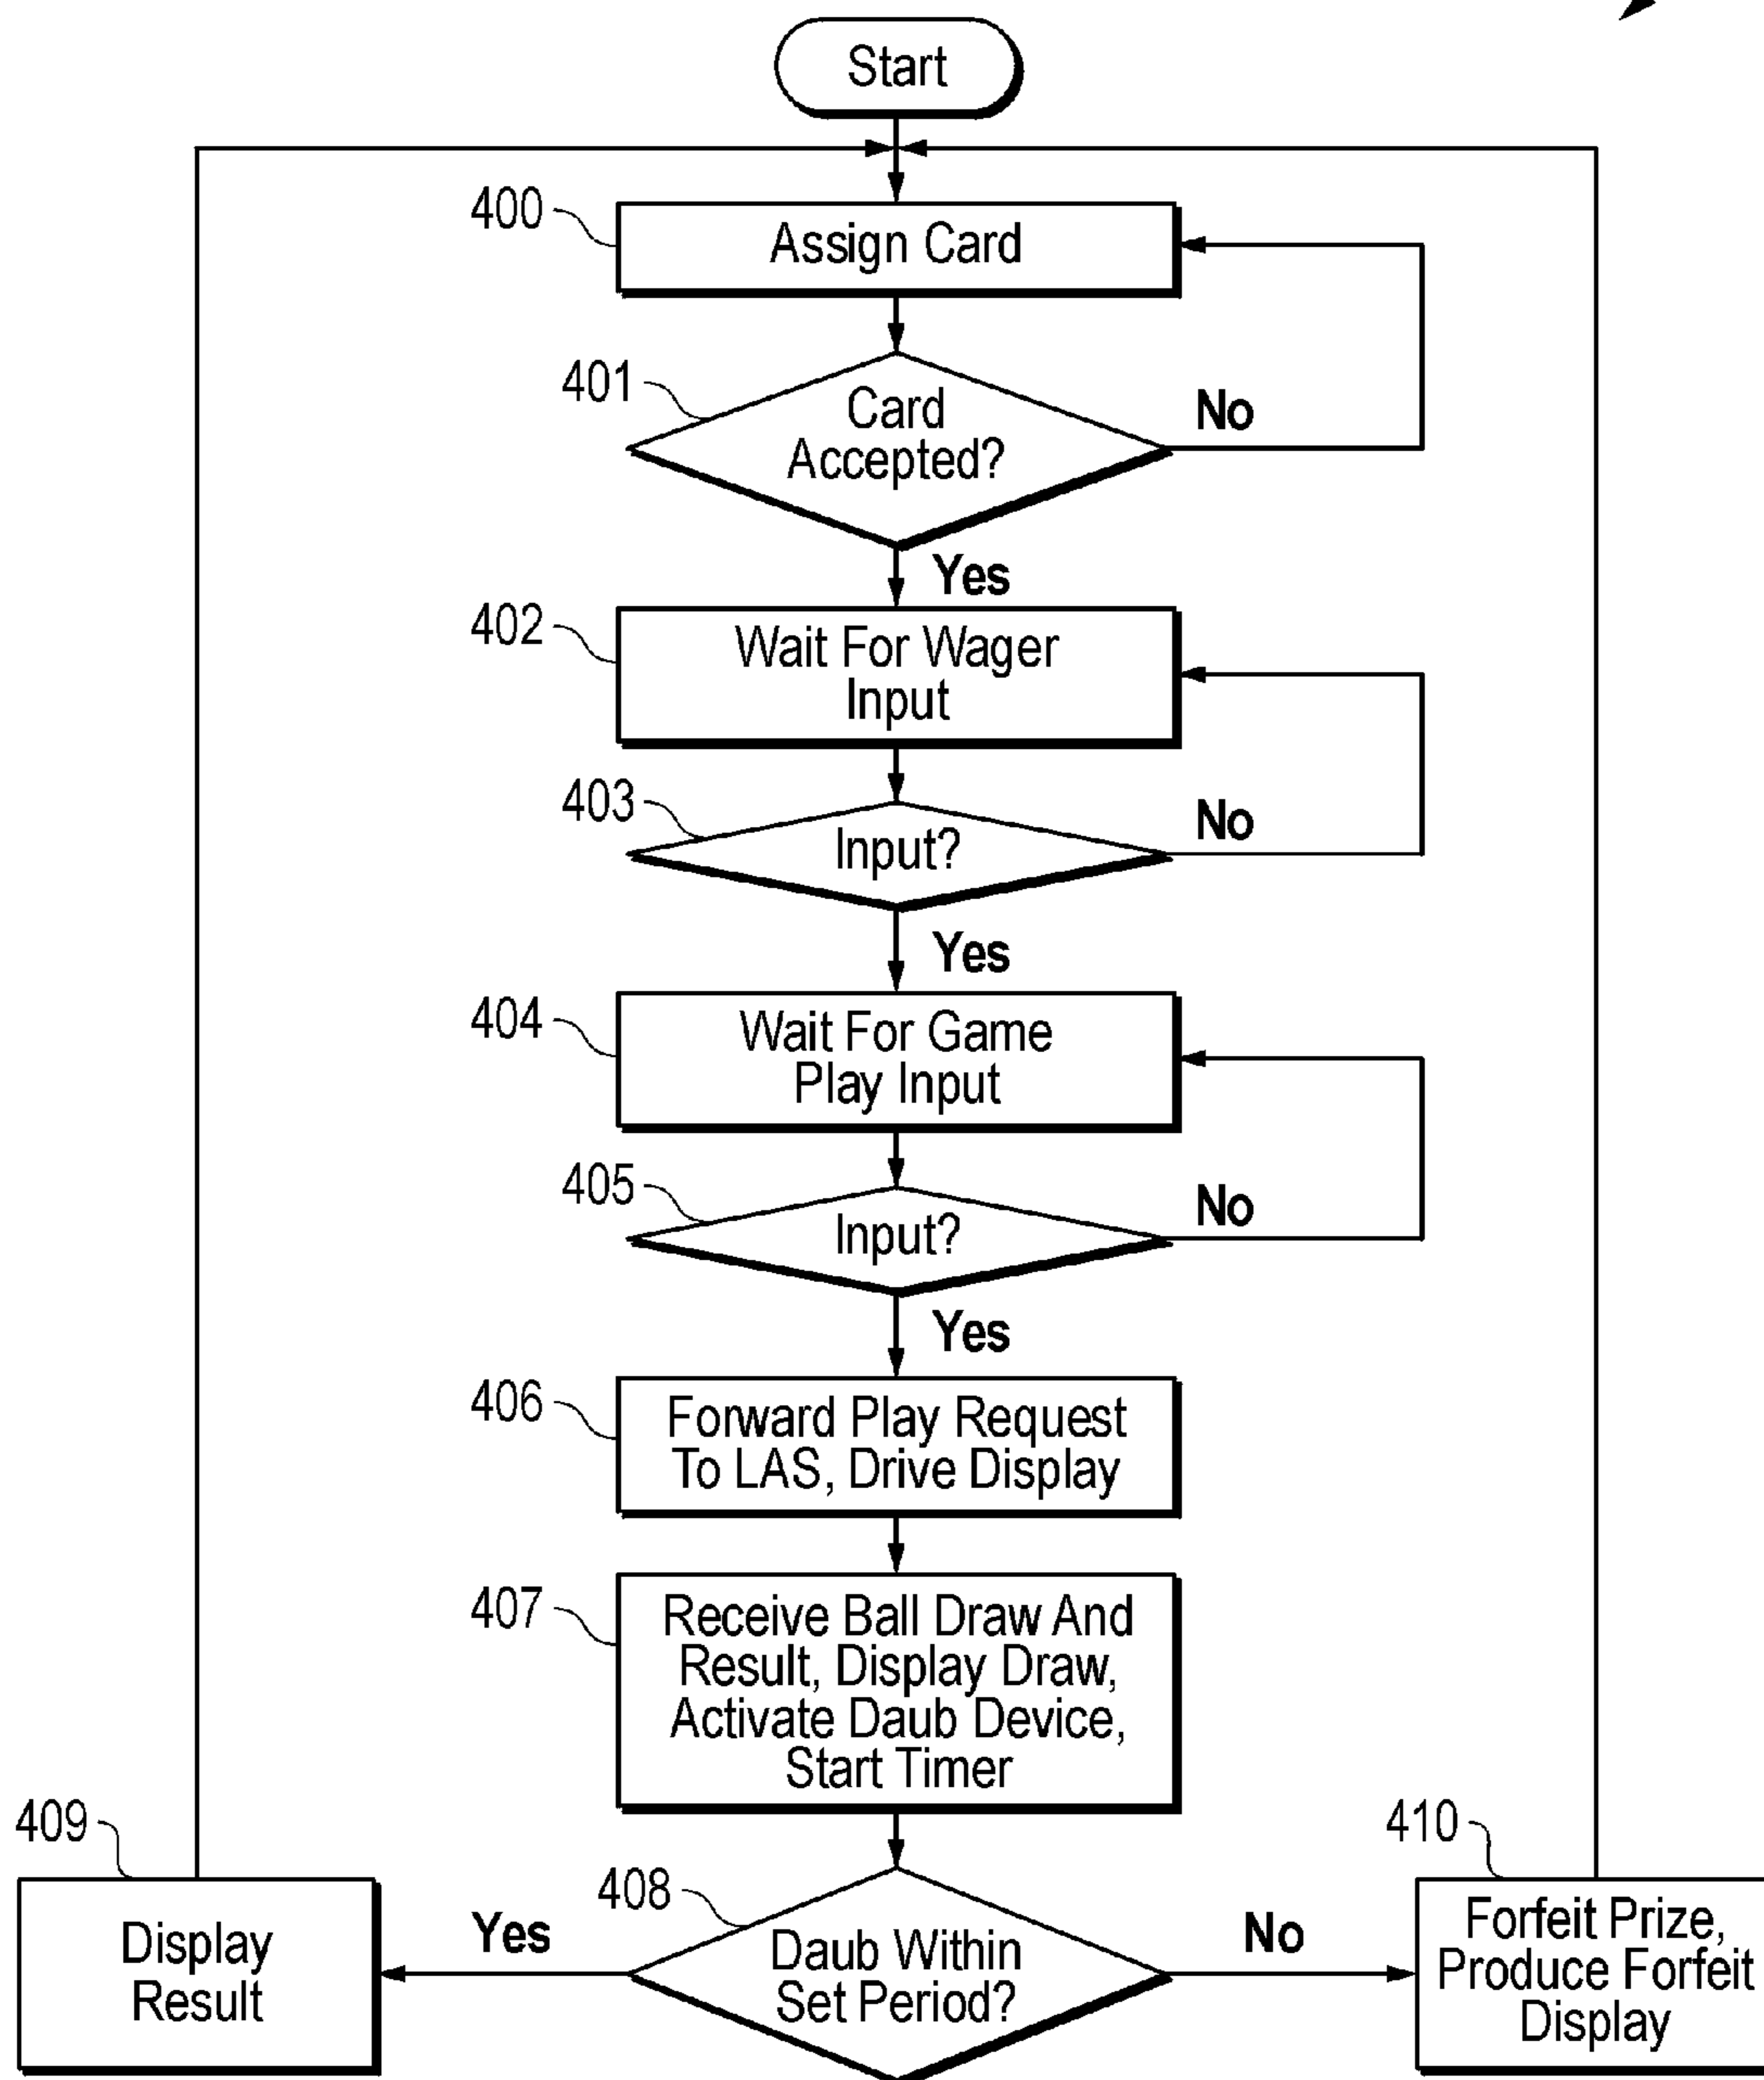 Start
400
Assign Card
401
Card
Accepted?
No
Yes
402
Wait For Wager
Input
403
Input?
No
Yes
404
Wait For Game
Play Input
405
Input?
No
Yes
406
Forward Play Request
To LAS, Drive Display
407
Receive Ball Draw And
Result, Display Draw,
Activate Daub Device,
Start Timer
409
Display
Result
Yes
408
Daub Within
Set Period?
No
410
Forfeit Prize,
Produce Forfeit
Display